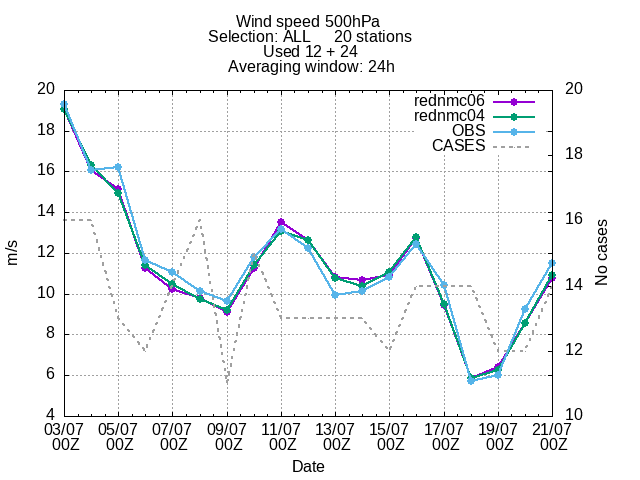 Wind speed 500hPa
Selection: ALL 20 stations
Used 12 + 24
Averaging window: 24h
20 20
rednmc06
rednmc04
18 OBS
CASES 18
16
14 16
12
10 14
8
6 12
4 10
m/s
No cases
03/07 05/07 07/07 09/07 11/07 13/07 15/07 17/07 19/07 21/07
00Z 00Z 00Z 00Z 00Z 00Z 00Z 00Z 00Z 00Z
Date